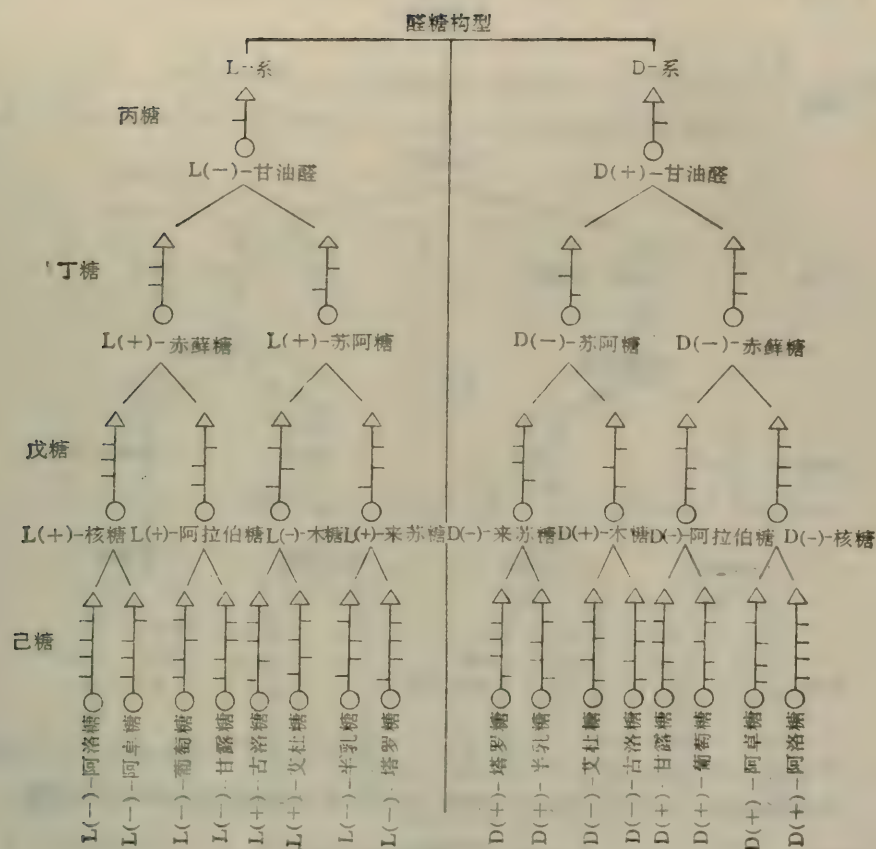 醛糖构型
L-系 D-系
丙糖
L(-)-甘油醛 D(+)-甘油醛
丁糖
L(+)-赤藓糖 L(+)-苏阿糖 D(-)-苏阿糖 D(-)-赤藓糖
戊糖
L(+)-核糖 L(+)-阿拉伯糖 L(-)-木糖 L(+)-来苏糖 D(-)-来苏糖 D(+)-木糖 D(-)-阿拉伯糖 D(-)-核糖
己糖
L(-)-阿洛糖
L(-)-阿卓糖
L(-)-葡萄糖
L(-)-甘露糖
L(+)-古洛糖
L(+)-艾杜糖
L(-)-半乳糖
L(-)-塔罗糖
D(+)-塔罗糖
D(+)-半乳糖
D(-)-艾杜糖
D(-)-古洛糖
D(+)-甘露糖
D(+)-葡萄糖
D(+)-阿卓糖
D(+)-阿洛糖